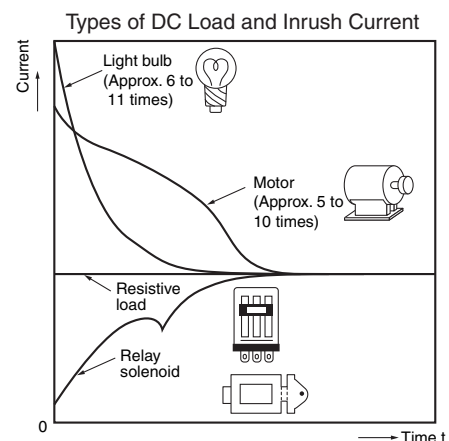 Types of DC Load and Inrush Current
Current
Light bulb
(Approx. 6 to
11 times)
Motor
(Approx. 5 to
10 times)
Resistive
load
Relay
solenoid
0
Time t